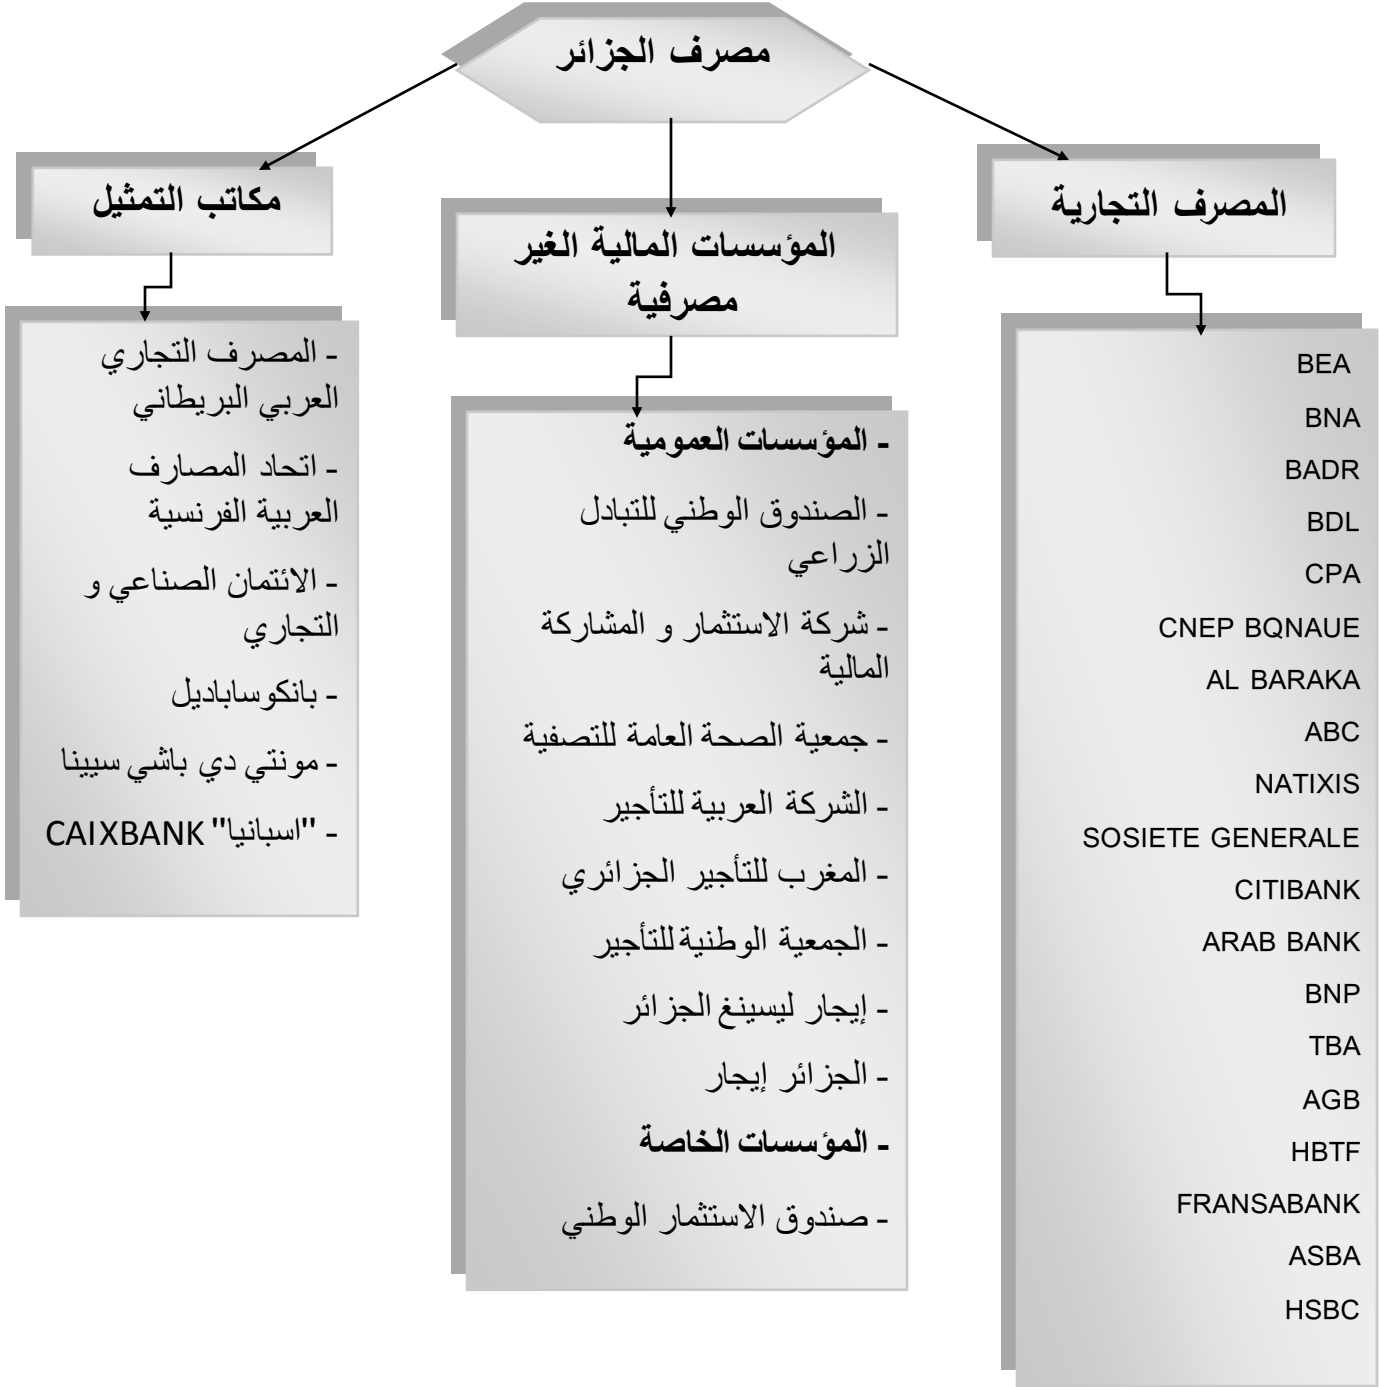 مصرف الجزائر
المصرف التجارية
BEA
BNA
BADR
BDL
CPA
CNEP BQNAUE
AL BARAKA
ABC
NATIXIS
SOSIETE GENERALE
CITIBANK
ARAB BANK
BNP
TBA
AGB
HBTF
FRANSABANK
ASBA
HSBC
المؤسسات المالية الغير
مصرفية
- المؤسسات العمومية
- الصندوق الوطني للتبادل
الزراعي
- شركة الاستثمار و المشاركة
المالية
- جمعية الصحة العامة للتصفية
- الشركة العربية للتأجير
- المغرب للتأجير الجزائري
- الجمعية الوطنية للتأجير
- إيجار ليسينغ الجزائر
- الجزائر إيجار
- المؤسسات الخاصة
- صندوق الاستثمار الوطني
مكاتب التمثيل
- المصرف التجاري
العربي البريطاني
- اتحاد المصارف
العربية الفرنسية
- الائتمان الصناعي و
التجاري
- بانكوساباديل
- مونتي دي باشي سيينا
- "اسبانيا" CAIXBANK